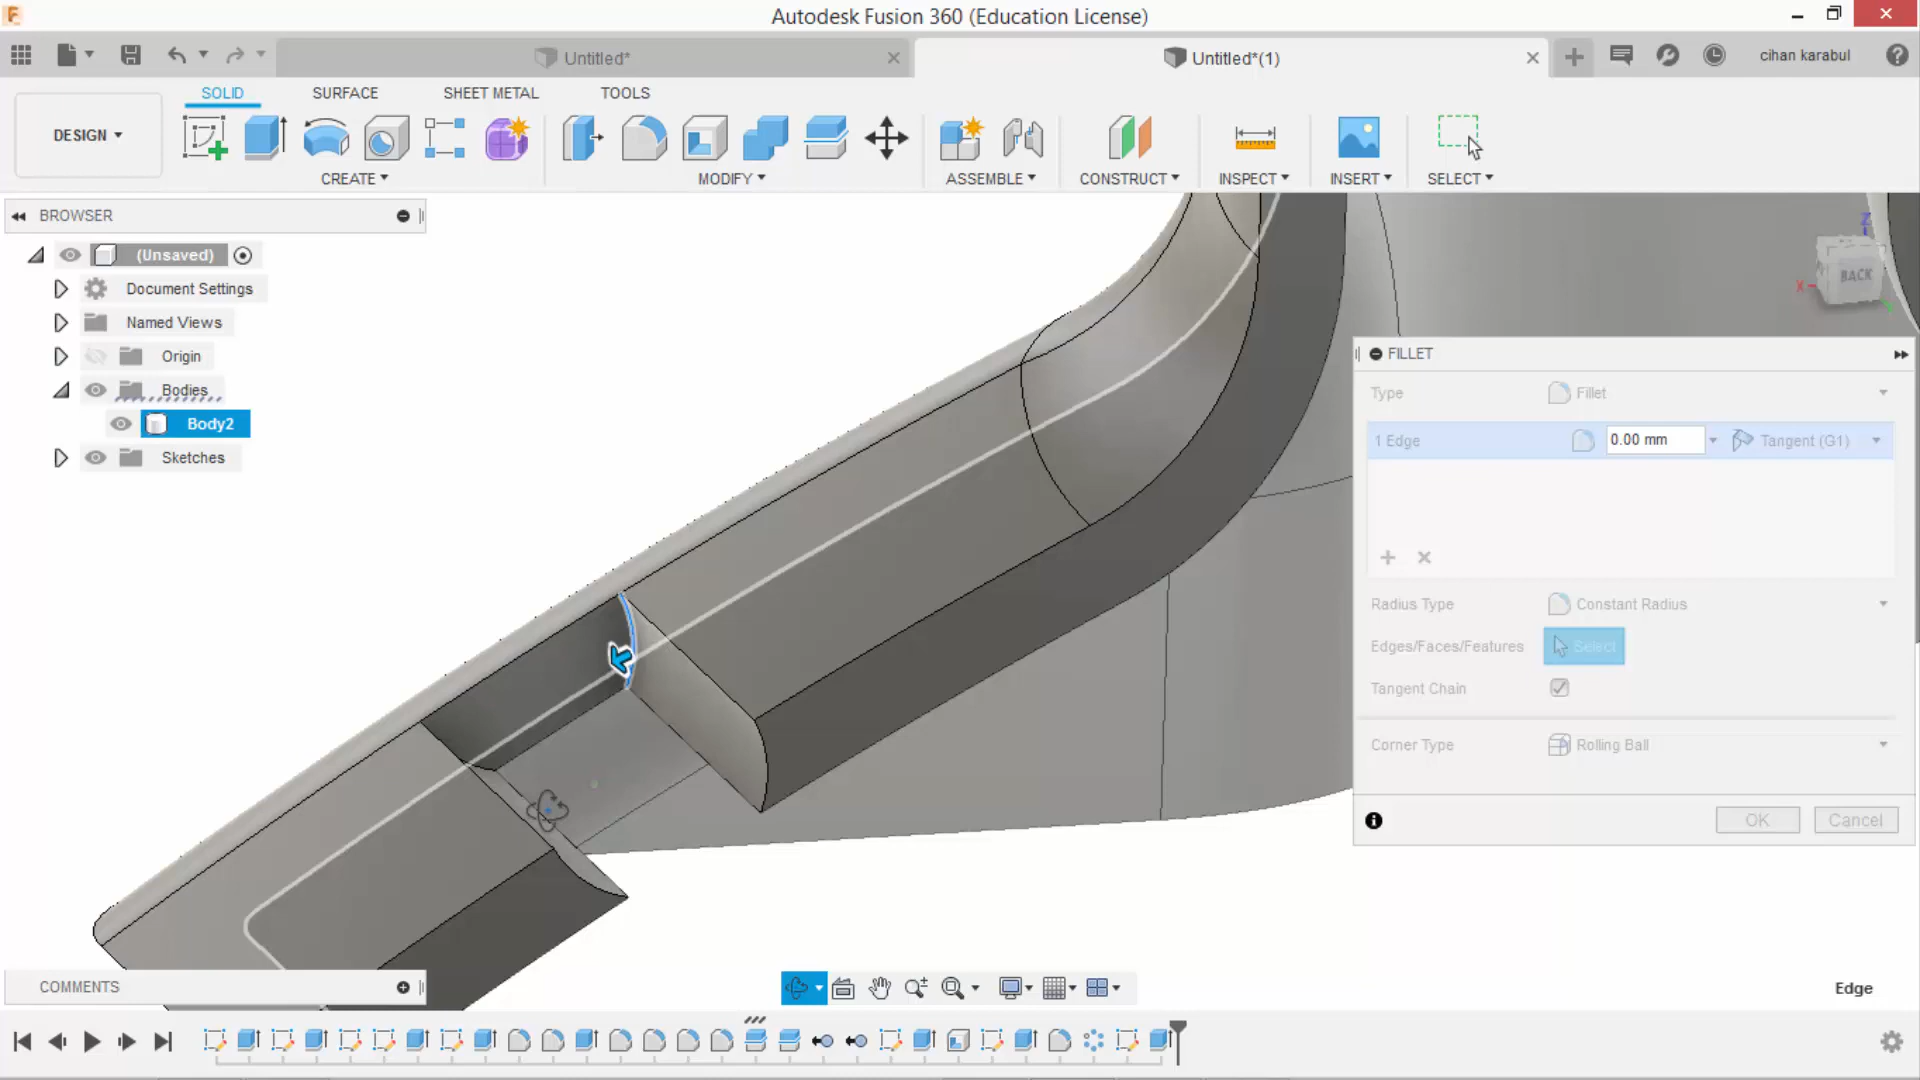 Autodesk Fusion 360 (Education License)
Untitled*
Untitled*(1)
cihan karabul
SOLID
SURFACE
SHEET METAL
TOOLS
DESIGN
CREATE
MODIFY
ASSEMBLE
CONSTRUCT
INSPECT
INSERT
SELECT
BROWSER
(Unsaved)
Document Settings
Named Views
Origin
Bodies
Body2
Sketches
Z
BACK
X
FILLET
Type
Fillet
1 Edge
0.00 mm
Tangent (G1)
Radius Type
Constant Radius
Edges/Faces/Features
Select
Tangent Chain
Corner Type
Rolling Ball
OK
Cancel
COMMENTS
Edge